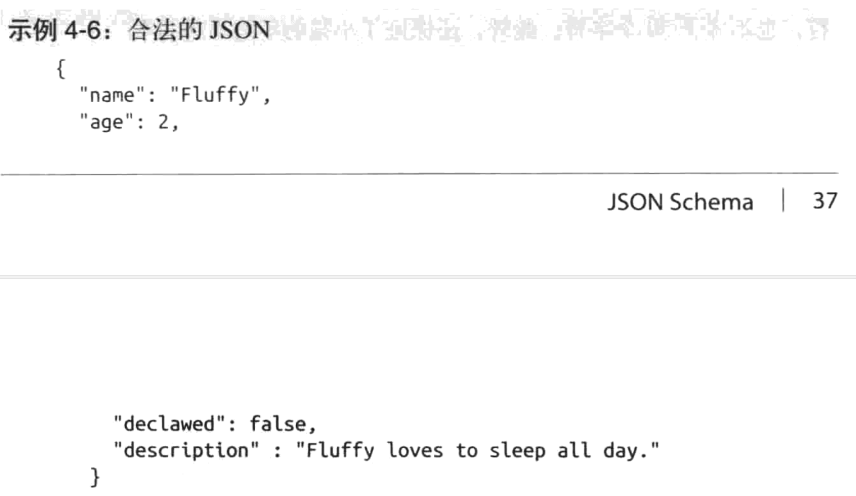 示例 4-6：合法的 JSON
{
"name": "Fluffy",
"age": 2,
JSON Schema | 37
"declawed": false,
"description" : "Fluffy loves to sleep all day."
}